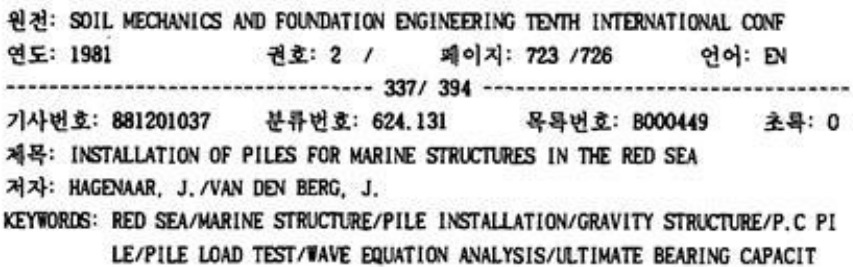 원전: SOIL MECHANICS AND FOUNDATION ENGINEERING TENTH INTERNATIONAL CONF
연도: 1981 권호: 2 / 페이지: 723 /726 언어: EN
---------------------------------- 337/ 394 ----------------------------------
기사번호: 881201037 분류번호: 624.131 목록번호: B000449 초록: 0
제목: INSTALLATION OF PILES FOR MARINE STRUCTURES IN THE RED SEA
저자: HAGENAAR, J./VAN DEN BERG, J.
KEYWORDS: RED SEA/MARINE STRUCTURE/PILE INSTALLATION/GRAVITY STRUCTURE/P.C PI
LE/PILE LOAD TEST/WAVE EQUATION ANALYSIS/ULTIMATE BEARING CAPACIT